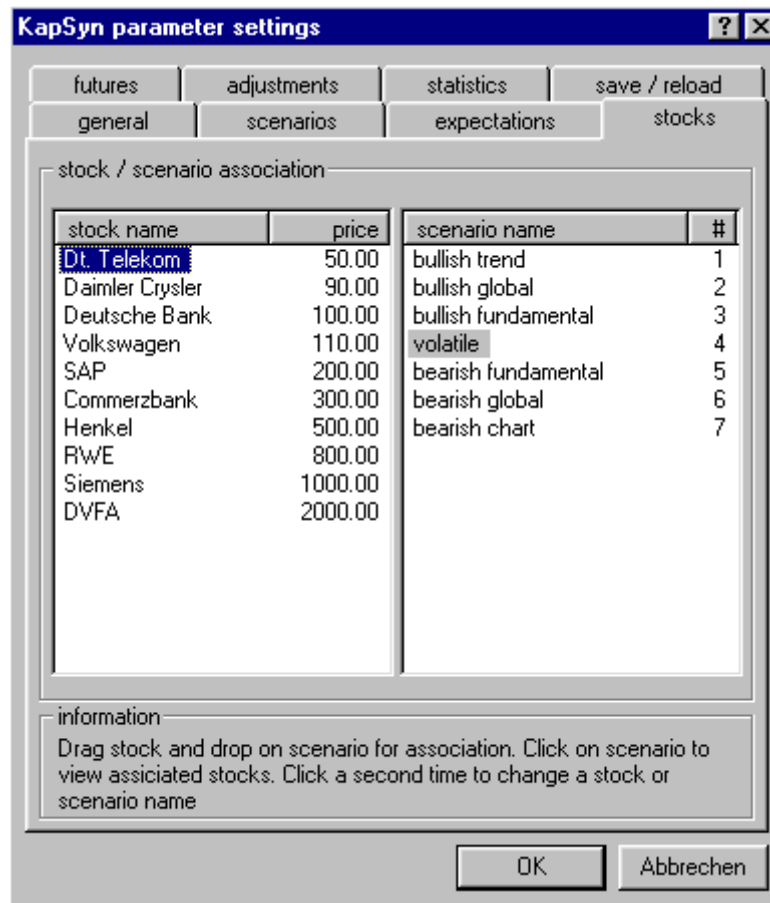 KapSyn parameter settings
futures adjustments statistics save / reload
general scenarios expectations stocks
stock / scenario association
stock name price scenario name #
Dt. Telekom 50.00 bullish trend 1
Daimler Crysler 90.00 bullish global 2
Deutsche Bank 100.00 bullish fundamental 3
Volkswagen 110.00 volatile 4
SAP 200.00 bearish fundamental 5
Commerzbank 300.00 bearish global 6
Henkel 500.00 bearish chart 7
RWE 800.00
Siemens 1000.00
DVFA 2000.00
information
Drag stock and drop on scenario for association. Click on scenario to
view assiciated stocks. Click a second time to change a stock or
scenario name
OK Abbrechen